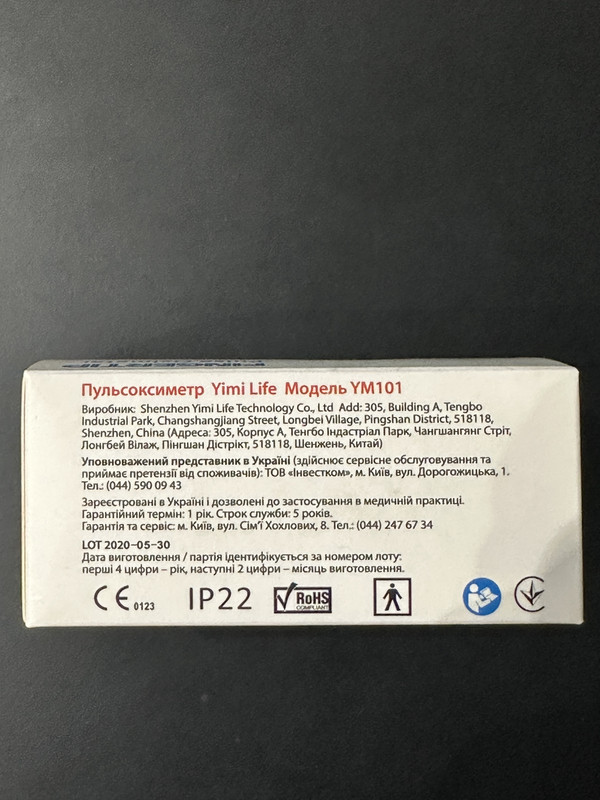 Пульсоксиметр Yimi Life Модель YM101
Виробник: Shenzhen Yimi Life Technology Co., Ltd Add: 305, Building A, Tengbo
Industrial Park, Changshangjiang Street, Longbei Village, Pingshan District, 518118,
Shenzhen, China (Адреса: 305, Корпус А, Тенгбо Індастріал Парк, Чангшангянг Стріт,
Лонгбей Вілаж, Пінгшан Дістрікт, 518118, Шенжень, Китай)
Уповноважений представник в Україні (здійснює сервісне обслуговування та
приймає претензії від споживачів): ТОВ «Інвестком», м. Київ, вул. Дорогожицька, 1.
Тел.: (044) 590 09 43
Зареєстровані в Україні і дозволені до застосування в медичній практиці.
Гарантійний термін: 1 рік. Строк служби: 5 років.
Гарантія та сервіс: м. Київ, вул. Сім'ї Хохлових, 8. Тел.: (044) 247 67 34
LOT 2020-05-30
Дата виготовлення / партія ідентифікується за номером лоту:
перші 4 цифри – рік, наступні 2 цифри – місяць виготовлення.
CE 0123 IP22 RoHS
COMPLIANT